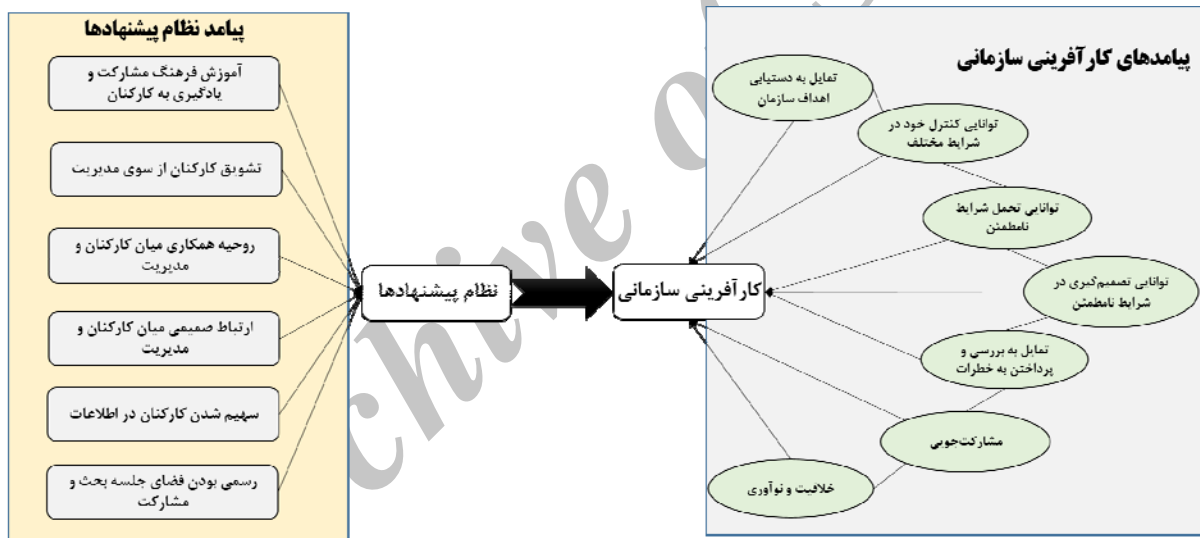 پیامدهای کارآفرینی سازمانی
تمایل به دستیابی
اهداف سازمان
توانایی کنترل خود در
شرایط مختلف
توانایی تحمل شرایط
نامطمئن
توانایی تصمیم‌گیری در
شرایط نامطمئن
تمایل به بررسی و
پرداختن به خطرات
مشارکت‌جویی
خلاقیت و نوآوری
کارآفرینی سازمانی
نظام پیشنهادها
پیامد نظام پیشنهادها
آموزش فرهنگ مشارکت و
یادگیری به کارکنان
تشویق کارکنان از سوی مدیریت
روحیه همکاری میان کارکنان و
مدیریت
ارتباط صمیمی میان کارکنان و
مدیریت
سهیم شدن کارکنان در اطلاعات
رسمی بودن فضای جلسه بحث و
مشارکت
chive o